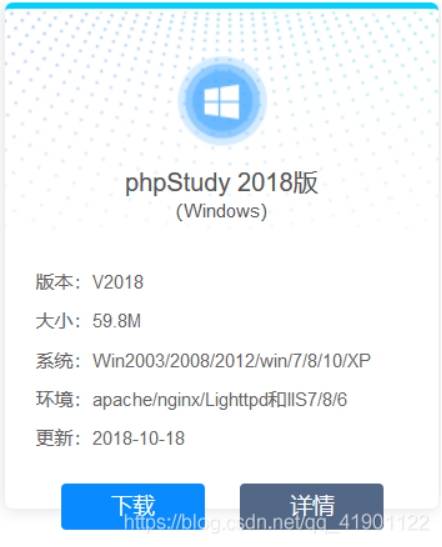 phpStudy 2018版
(Windows)
版本：V2018
大小：59.8M
系统：Win2003/2008/2012/win/7/8/10/XP
环境：apache/nginx/Lighttpd和IIS7/8/6
更新：2018-10-18
下载 详情
https://blog.csdn.net/qq_41901122